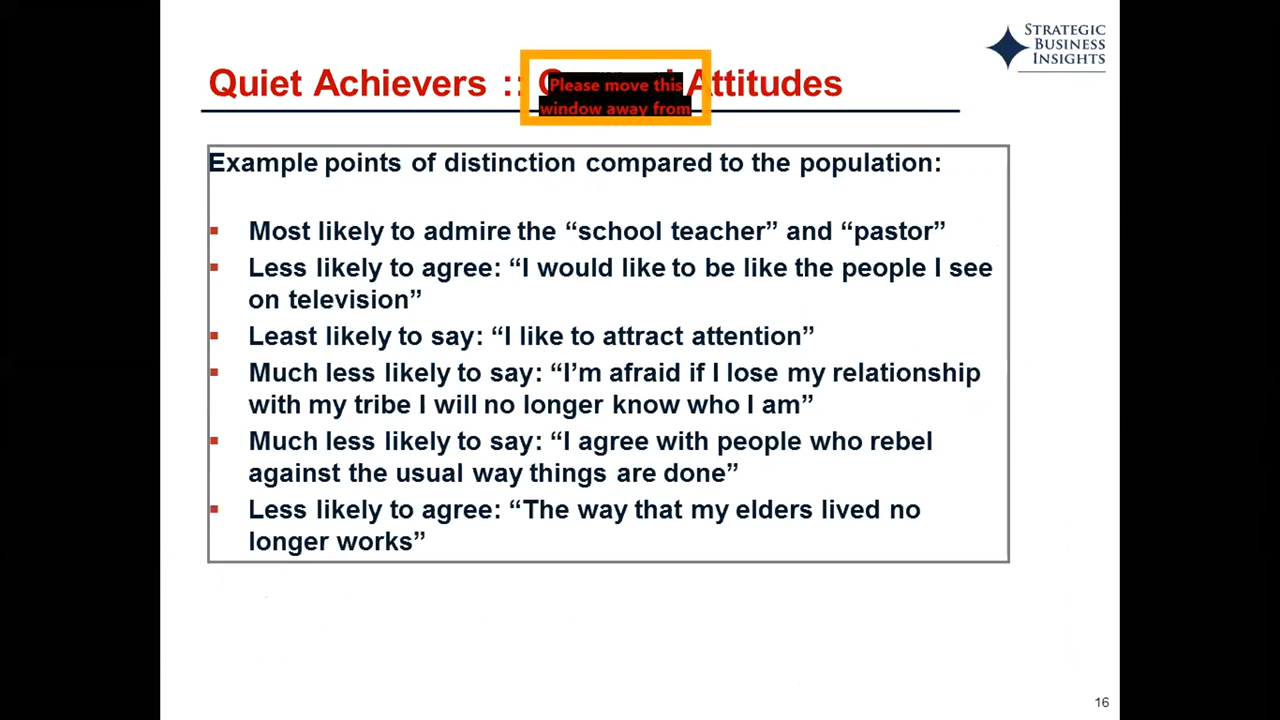 STRATEGIC
BUSINESS
INSIGHTS
Quiet Achievers :: Attitudes
Please move this
window away from
Example points of distinction compared to the population:
▪ Most likely to admire the “school teacher” and “pastor”
▪ Less likely to agree: “I would like to be like the people I see
on television”
▪ Least likely to say: “I like to attract attention”
▪ Much less likely to say: “I’m afraid if I lose my relationship
with my tribe I will no longer know who I am”
▪ Much less likely to say: “I agree with people who rebel
against the usual way things are done”
▪ Less likely to agree: “The way that my elders lived no
longer works”
16